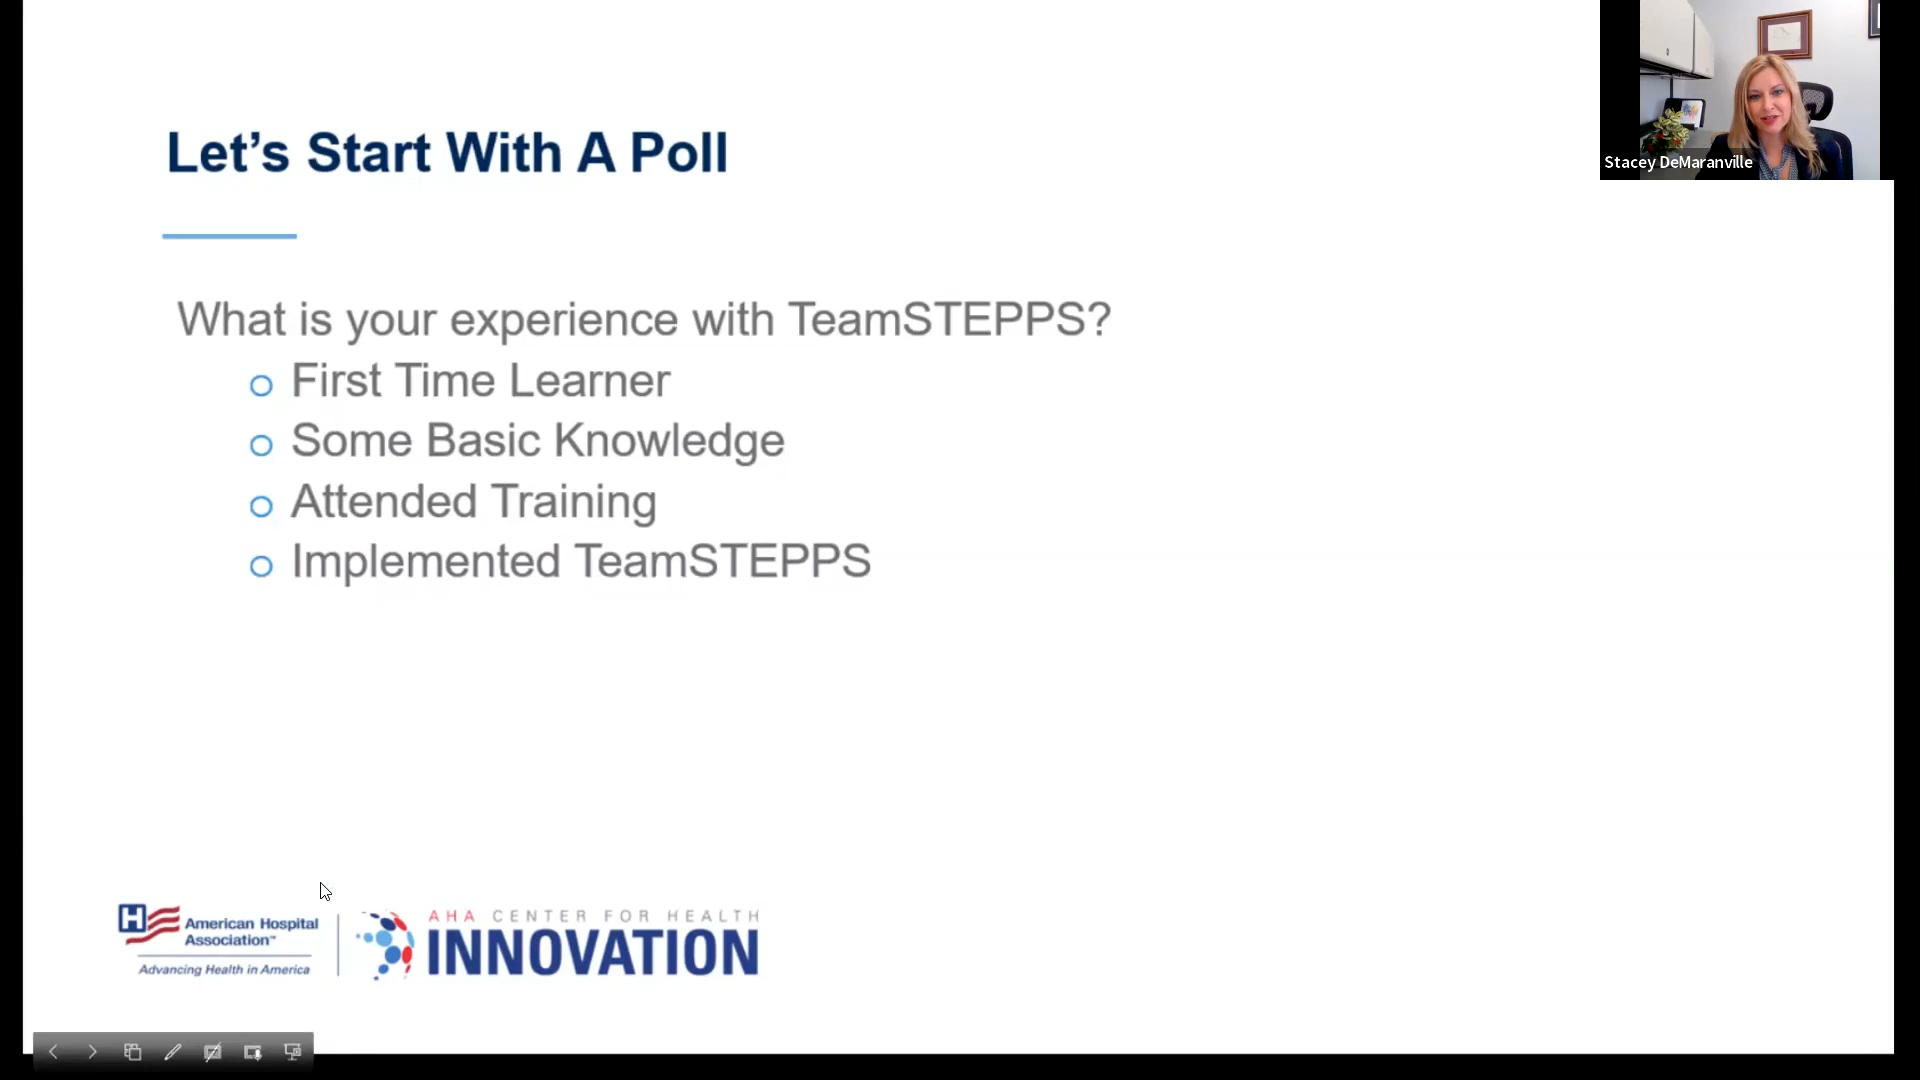 Let’s Start With A Poll
Stacey DeMaranville
What is your experience with TeamSTEPPS?
First Time Learner
Some Basic Knowledge
Attended Training
Implemented TeamSTEPPS
H
American Hospital
Association™
Advancing Health in America
AHA CENTER FOR HEALTH
INNOVATION